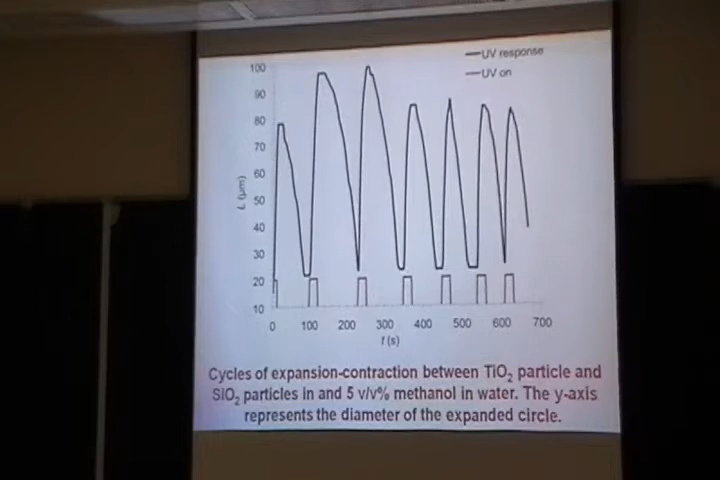 UV response
UV on
100
90
80
70
60
50
40
30
20
10
L (µm)
0 100 200 300 400 500 600 700
t (s)
Cycles of expansion-contraction between TiO₂ particle and
SiO₂ particles in and 5 v/v% methanol in water. The y-axis
represents the diameter of the expanded circle.